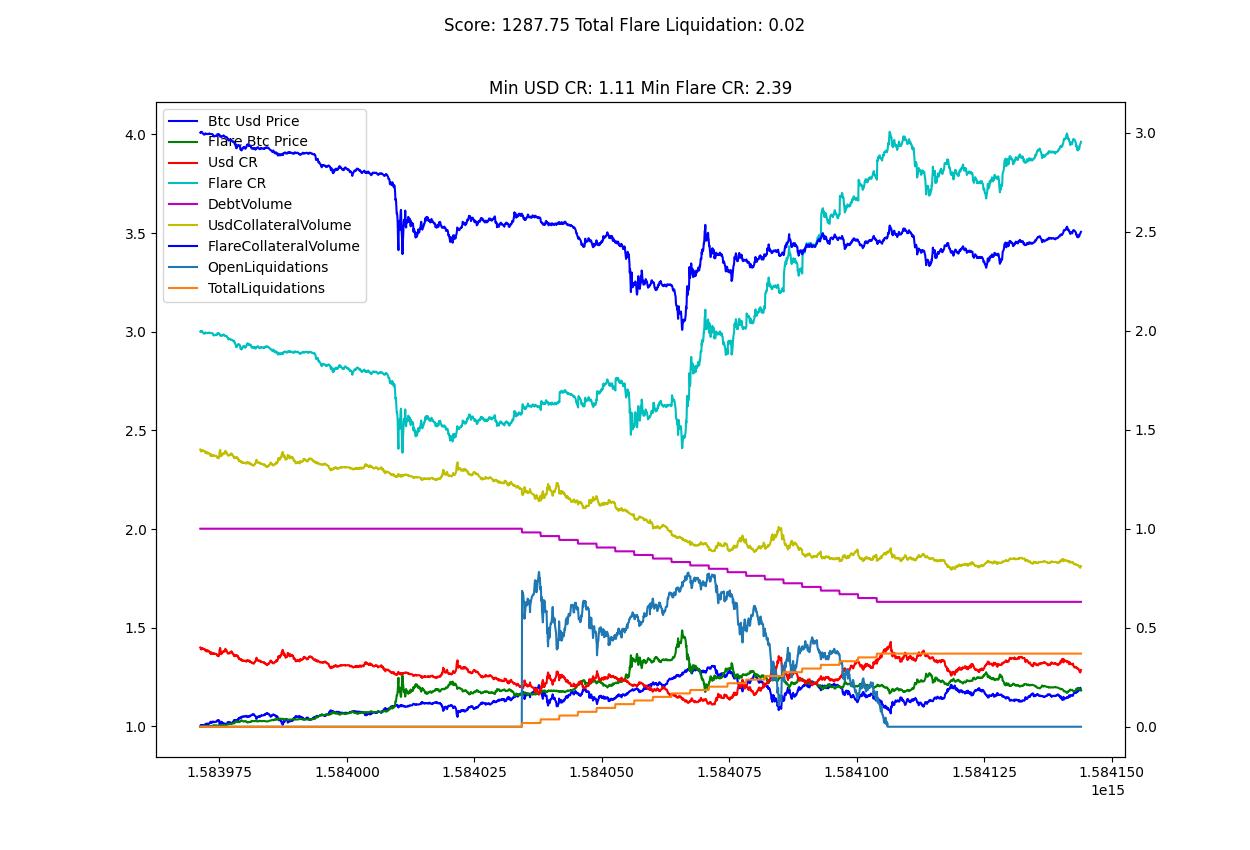 Score: 1287.75 Total Flare Liquidation: 0.02
Min USD CR: 1.11 Min Flare CR: 2.39
Btc Usd Price
Flare Btc Price
Usd CR
Flare CR
DebtVolume
UsdCollateralVolume
FlareCollateralVolume
OpenLiquidations
TotalLiquidations
4.0
3.5
3.0
2.5
2.0
1.5
1.0
3.0
2.5
2.0
1.5
1.0
0.5
0.0
1.583975 1.584000 1.584025 1.584050 1.584075 1.584100 1.584125 1.584150
1e15